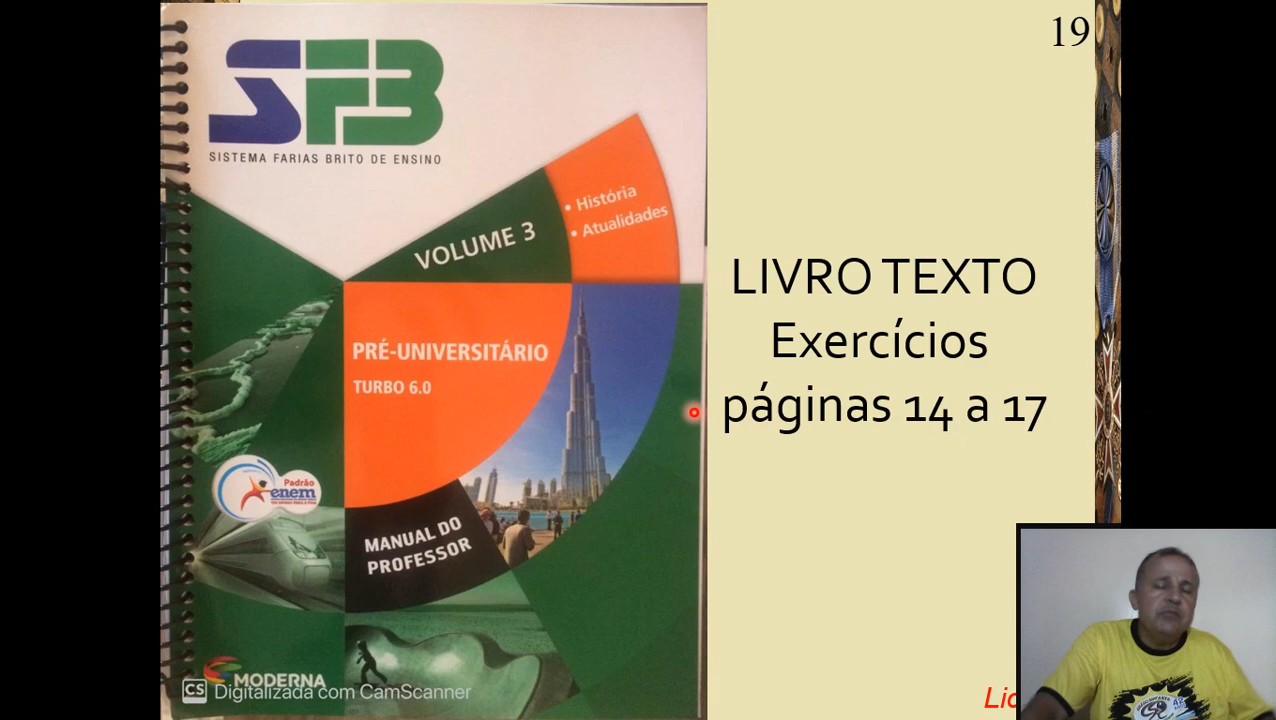 19
SFB
SISTEMA FARIAS BRITO DE ENSINO
• História
• Atualidades
VOLUME 3
PRÉ-UNIVERSITÁRIO
TURBO 6.0
Padrão
enem
MANUAL DO
PROFESSOR
MODERNA
CS Digitalizada com CamScanner
LIVRO TEXTO
Exercícios
páginas 14 a 17